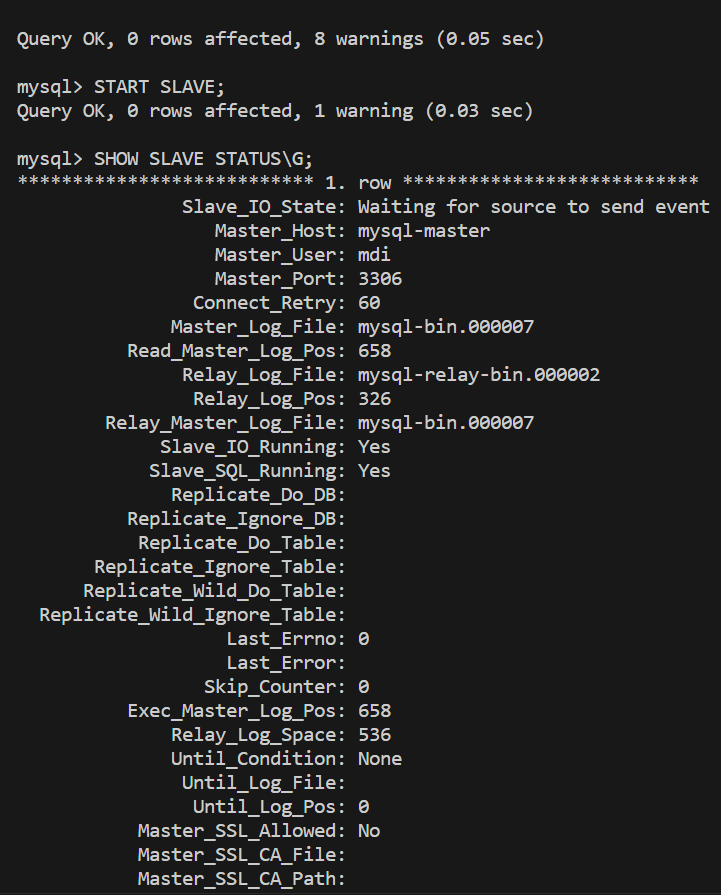 Query OK, 0 rows affected, 8 warnings (0.05 sec)
mysql> START SLAVE;
Query OK, 0 rows affected, 1 warning (0.03 sec)
mysql> SHOW SLAVE STATUS\G;
*************************** 1. row ***************************
Slave_IO_State: Waiting for source to send event
Master_Host: mysql-master
Master_User: mdi
Master_Port: 3306
Connect_Retry: 60
Master_Log_File: mysql-bin.000007
Read_Master_Log_Pos: 658
Relay_Log_File: mysql-relay-bin.000002
Relay_Log_Pos: 326
Relay_Master_Log_File: mysql-bin.000007
Slave_IO_Running: Yes
Slave_SQL_Running: Yes
Replicate_Do_DB:
Replicate_Ignore_DB:
Replicate_Do_Table:
Replicate_Ignore_Table:
Replicate_Wild_Do_Table:
Replicate_Wild_Ignore_Table:
Last_Errno: 0
Last_Error:
Skip_Counter: 0
Exec_Master_Log_Pos: 658
Relay_Log_Space: 536
Until_Condition: None
Until_Log_File:
Until_Log_Pos: 0
Master_SSL_Allowed: No
Master_SSL_CA_File:
Master_SSL_CA_Path: